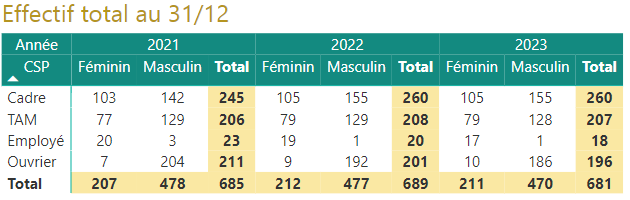 Effectif total au 31/12
Année 2021 2022 2023
CSP Féminin Masculin Total Féminin Masculin Total Féminin Masculin Total
Cadre 103 142 245 105 155 260 105 155 260
TAM 77 129 206 79 129 208 79 128 207
Employé 20 3 23 19 1 20 17 1 18
Ouvrier 7 204 211 9 192 201 10 186 196
Total 207 478 685 212 477 689 211 470 681